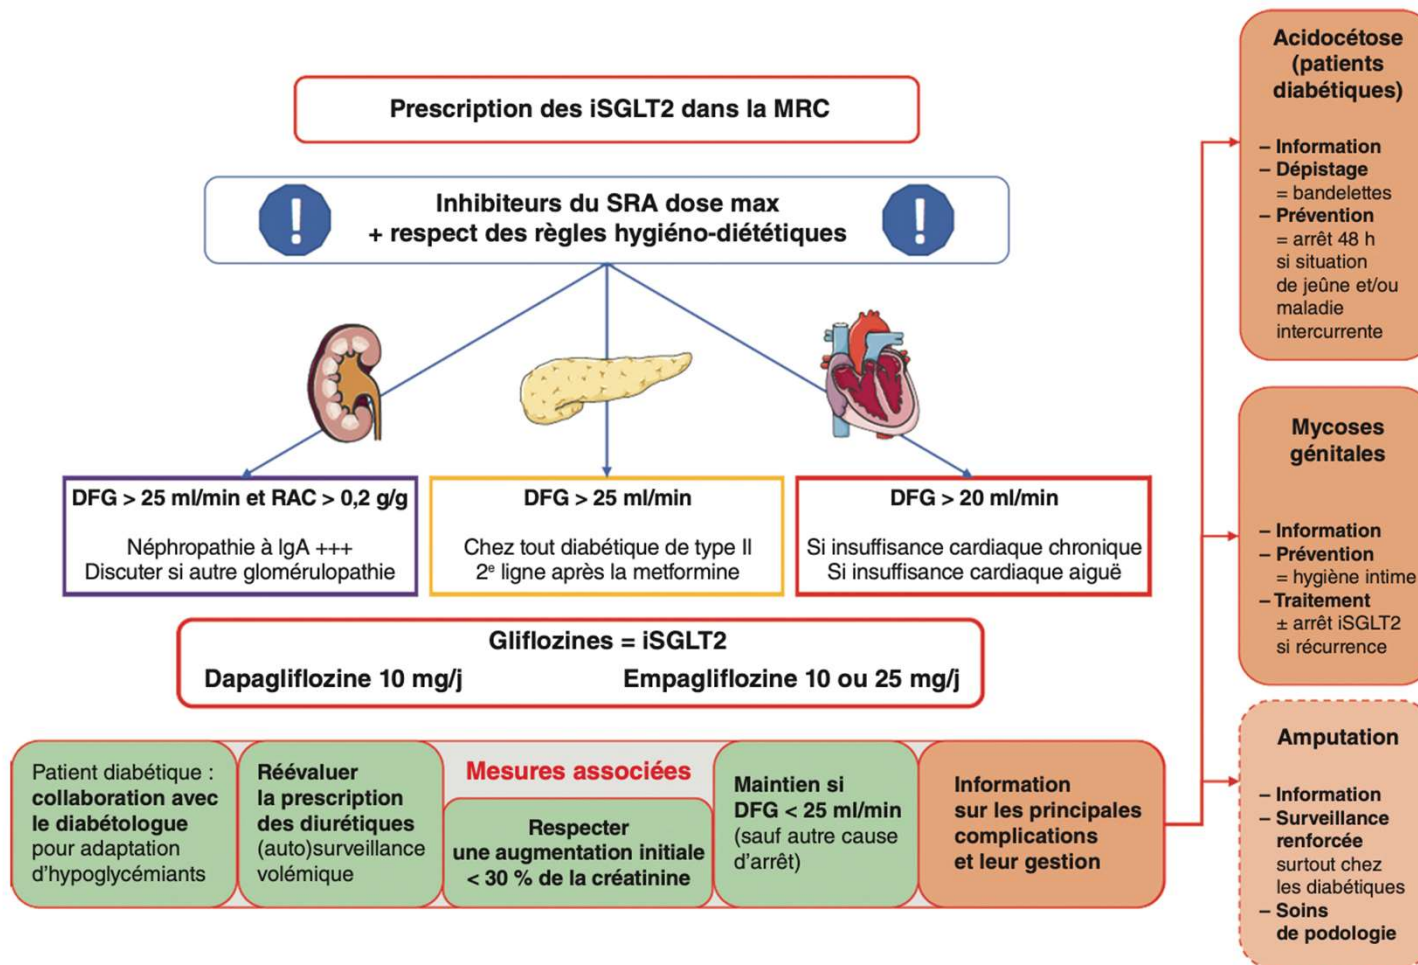 Prescription des iSGLT2 dans la MRC
Inhibiteurs du SRA dose max
+ respect des règles hygiéno-diététiques
DFG > 25 ml/min et RAC > 0,2 g/g
Néphropathie à IgA +++
Discuter si autre glomérulopathie
DFG > 25 ml/min
Chez tout diabétique de type II
2e ligne après la metformine
DFG > 20 ml/min
Si insuffisance cardiaque chronique
Si insuffisance cardiaque aiguë
Gliflozines = iSGLT2
Dapagliflozine 10 mg/j
Empagliflozine 10 ou 25 mg/j
Mesures associées
Patient diabétique :
collaboration avec
le diabétologue
pour adaptation
d'hypoglycémiants
Réévaluer
la prescription
des diurétiques
(auto)surveillance
volémique
Respecter
une augmentation initiale
< 30 % de la créatinine
Maintien si
DFG < 25 ml/min
(sauf autre cause
d'arrêt)
Information
sur les principales
complications
et leur gestion
Acidocétose
(patients
diabétiques)
– Information
– Dépistage
= bandelettes
– Prévention
= arrêt 48 h
si situation
de jeûne et/ou
maladie
intercurrente
Mycoses
génitales
– Information
– Prévention
= hygiène intime
– Traitement
± arrêt iSGLT2
si récurrence
Amputation
– Information
– Surveillance
renforcée
surtout chez
les diabétiques
– Soins
de podologie